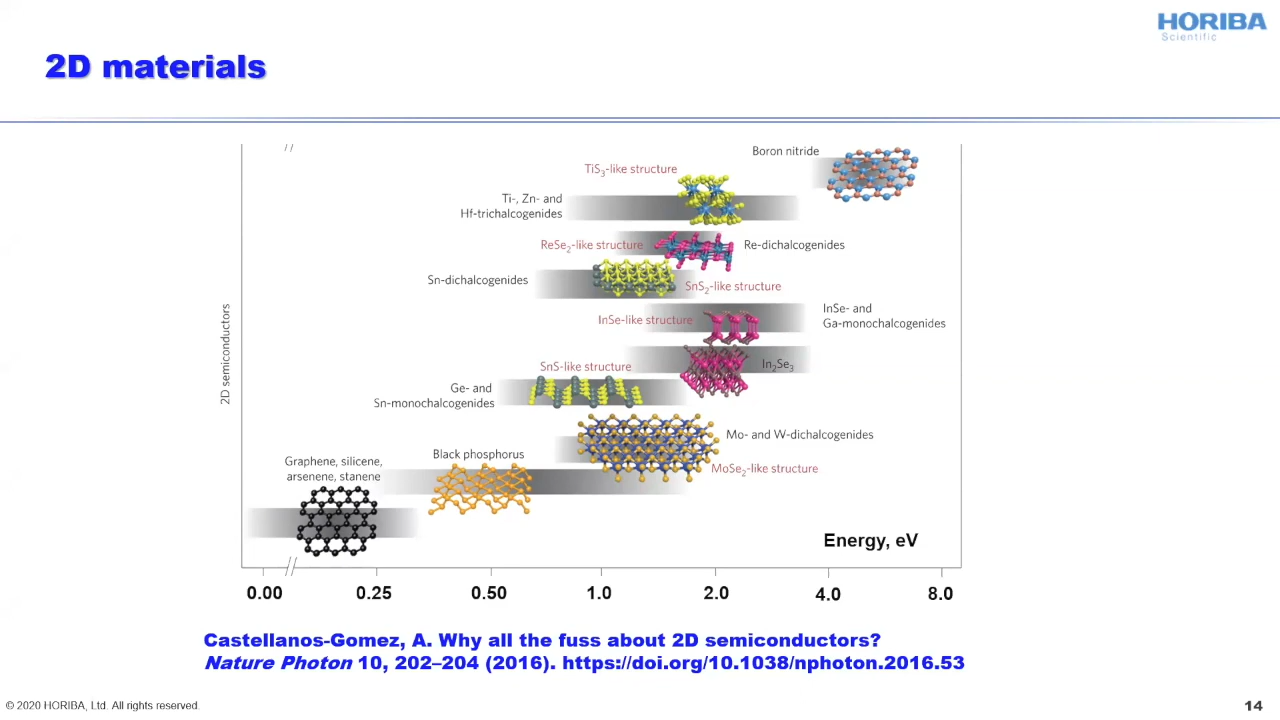 HORIBA
Scientific
2D materials
Boron nitride
TiS3-like structure
Ti-, Zn- and
Hf-trichalcogenides
ReSe2-like structure
Re-dichalcogenides
Sn-dichalcogenides
SnS2-like structure
InSe- and
Ga-monochalcogenides
InSe-like structure
In2Se3
SnS-like structure
Ge- and
Sn-monochalcogenides
Mo- and W-dichalcogenides
MoSe2-like structure
Black phosphorus
Graphene, silicene,
arsenene, stanene
2D semiconductors
Energy, eV
0.00 0.25 0.50 1.0 2.0 4.0 8.0
Castellanos-Gomez, A. Why all the fuss about 2D semiconductors?
Nature Photon 10, 202–204 (2016). https://doi.org/10.1038/nphoton.2016.53
© 2020 HORIBA, Ltd. All rights reserved.
14